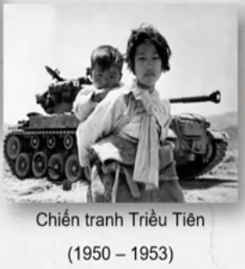 Chiến tranh Triều Tiên
(1950 – 1953)